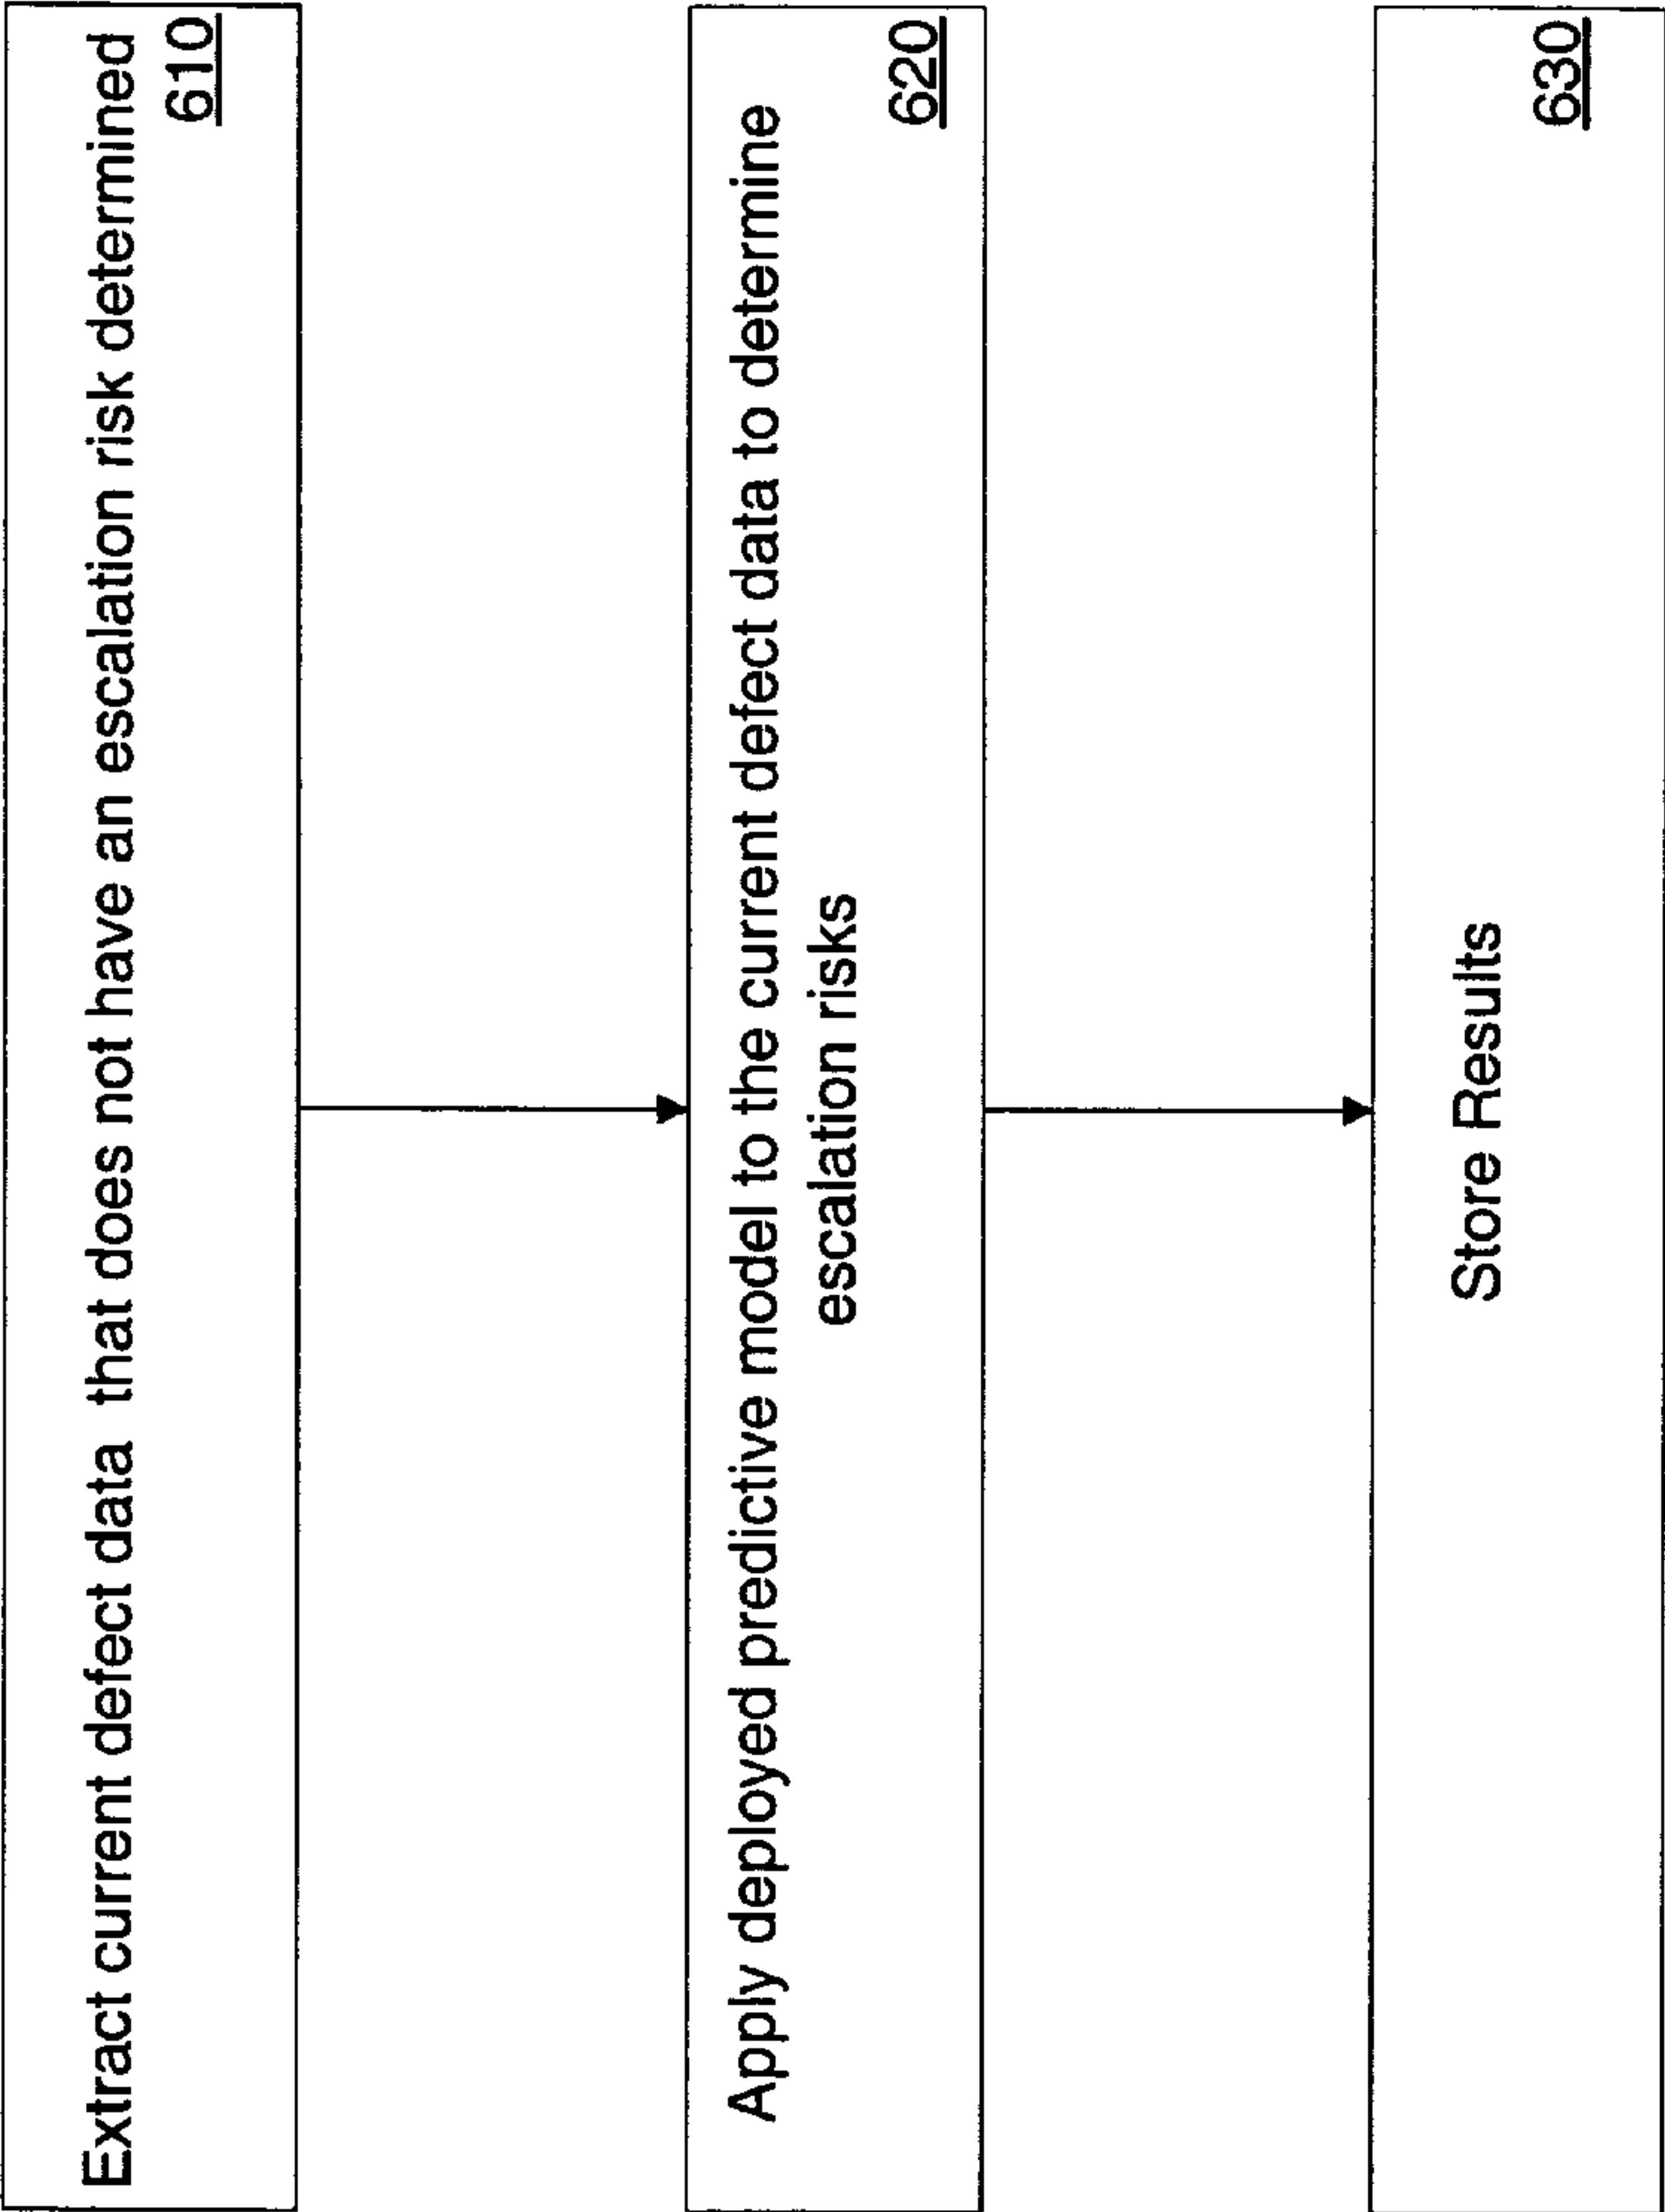 Extract current defect data that does not have an escalation risk determined
610
Apply deployed predictive model to the current defect data to determine
escalation risks
620
Store Results
630